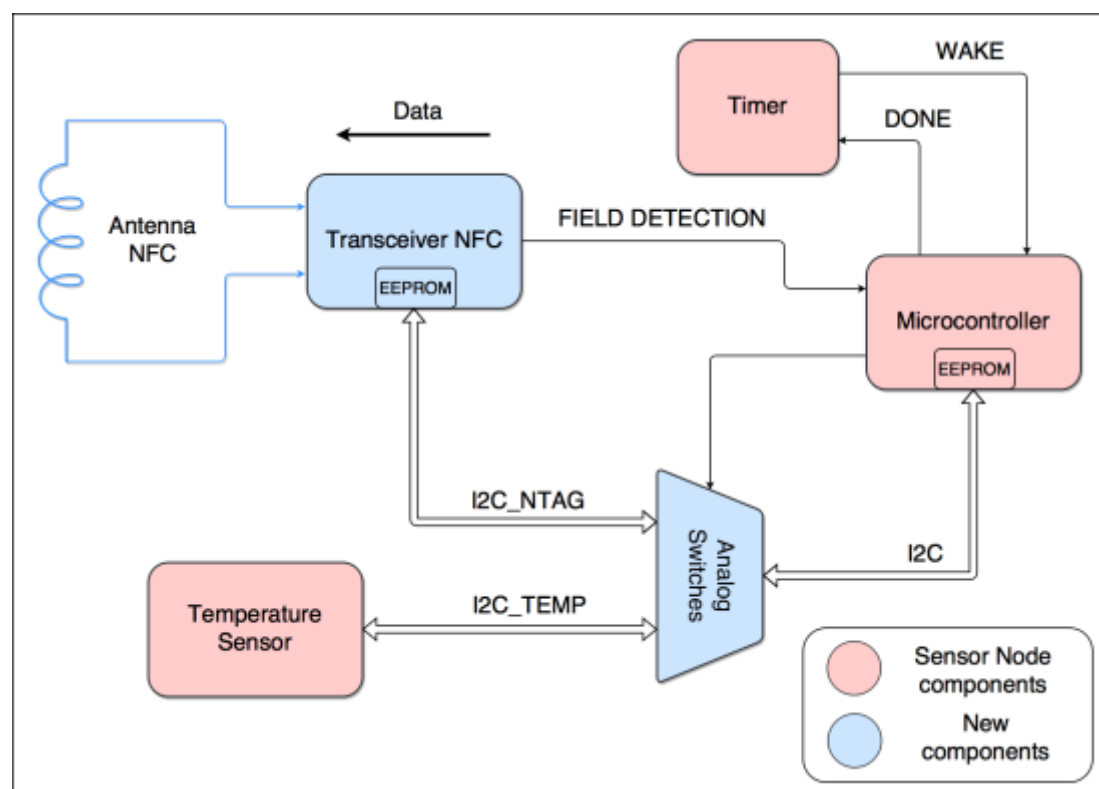 WAKE
Timer
DONE
Data
Antenna
NFC
Transceiver NFC
EEPROM
FIELD DETECTION
Microcontroller
EEPROM
I2C_NTAG
Analog
Switches
I2C
Temperature
Sensor
I2C_TEMP
Sensor Node
components
New
components